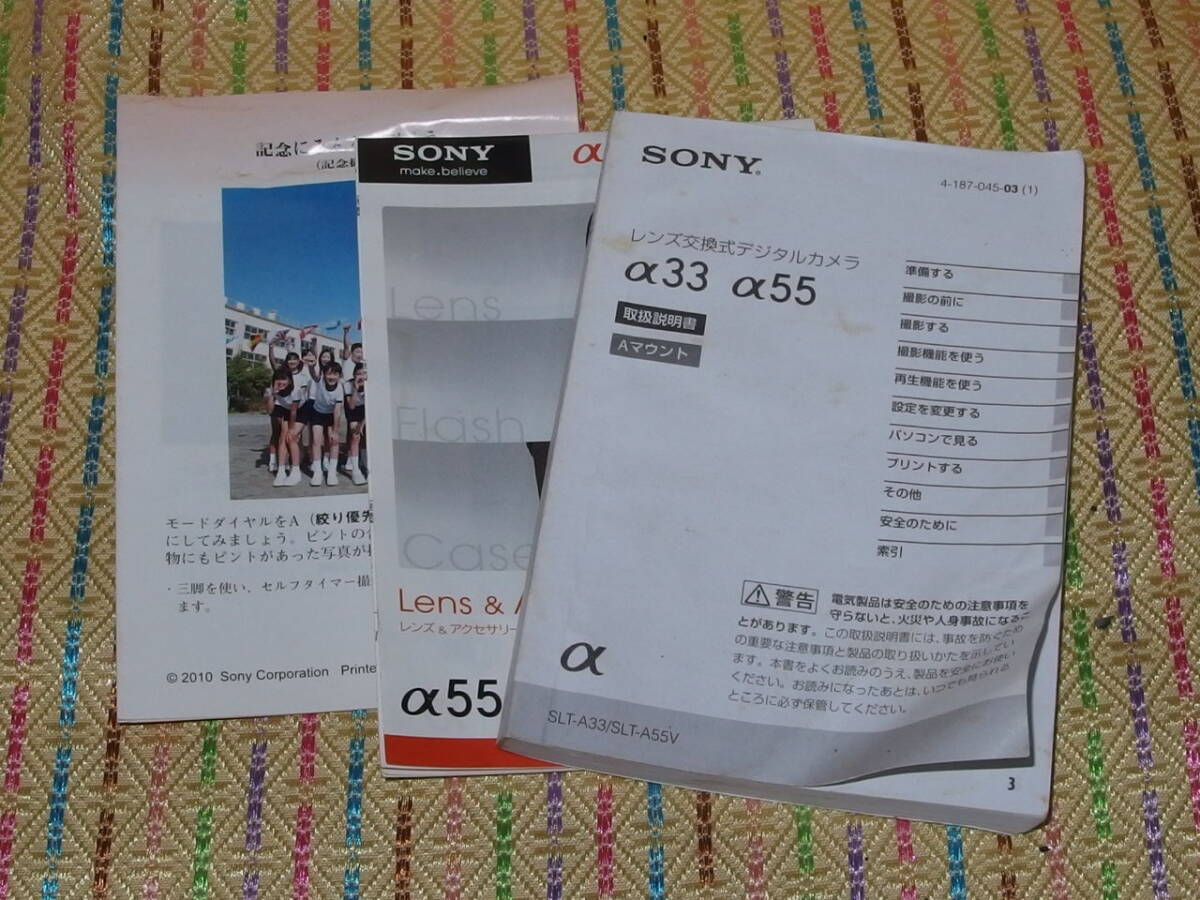 記念に
(記念
モードダイヤルをA (絞り優先
にしてみましょう。ピントの
物にもピントがあった写真が
・三脚を使い、セルフタイマー撮
ます。
© 2010 Sony Corporation Printe
SONY
make.believe
α
Lens
Flash
Case
Lens & A
レンズ&アクセサリー
α55
SONY®
4-187-045-03 (1)
レンズ交換式デジタルカメラ
α33 α55
取扱説明書
Aマウント
準備する
撮影の前に
撮影する
撮影機能を使う
再生機能を使う
設定を変更する
パソコンで見る
プリントする
その他
安全のために
索引
警告
電気製品は安全のための注意事項を
守らないと、火災や人身事故になるこ
とがあります。この取扱説明書には、事故を防ぐため
の重要な注意事項と製品の取り扱いかたを示してい
ます。本書をよくお読みのうえ、製品を安全にお使い
ください。お読みになったあとは、いつでも見られる
ところに必ず保管してください。
α
SLT-A33/SLT-A55V
3